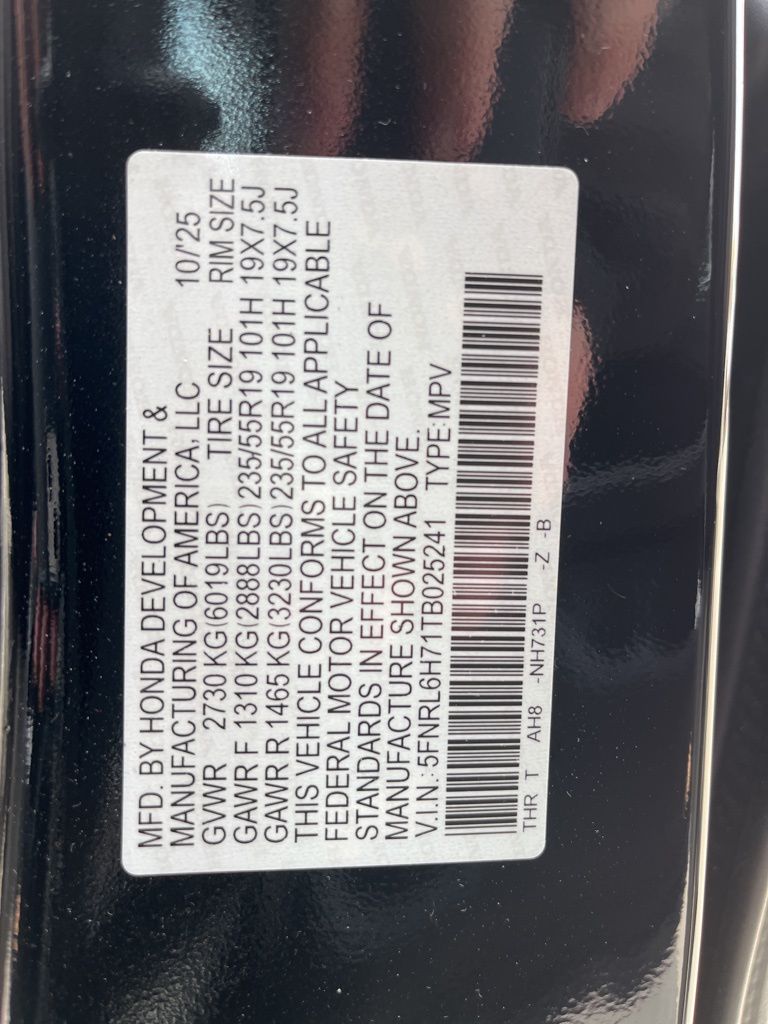 MFD. BY HONDA DEVELOPMENT &
MANUFACTURING OF AMERICA, LLC 10/'25
GVWR 2730 KG(6019LBS) TIRE SIZE RIM SIZE
GAWR F 1310 KG(2888LBS)235/55R19 101H 19X7.5J
GAWR R 1465 KG(3230LBS)235/55R19 101H 19X7.5J
THIS VEHICLE CONFORMS TO ALL APPLICABLE
FEDERAL MOTOR VEHICLE SAFETY
STANDARDS IN EFFECT ON THE DATE OF
MANUFACTURE SHOWN ABOVE.
V.I.N.:5FNRL6H71TB025241 TYPE:MPV
THR T AH8 -NH731P -Z -B